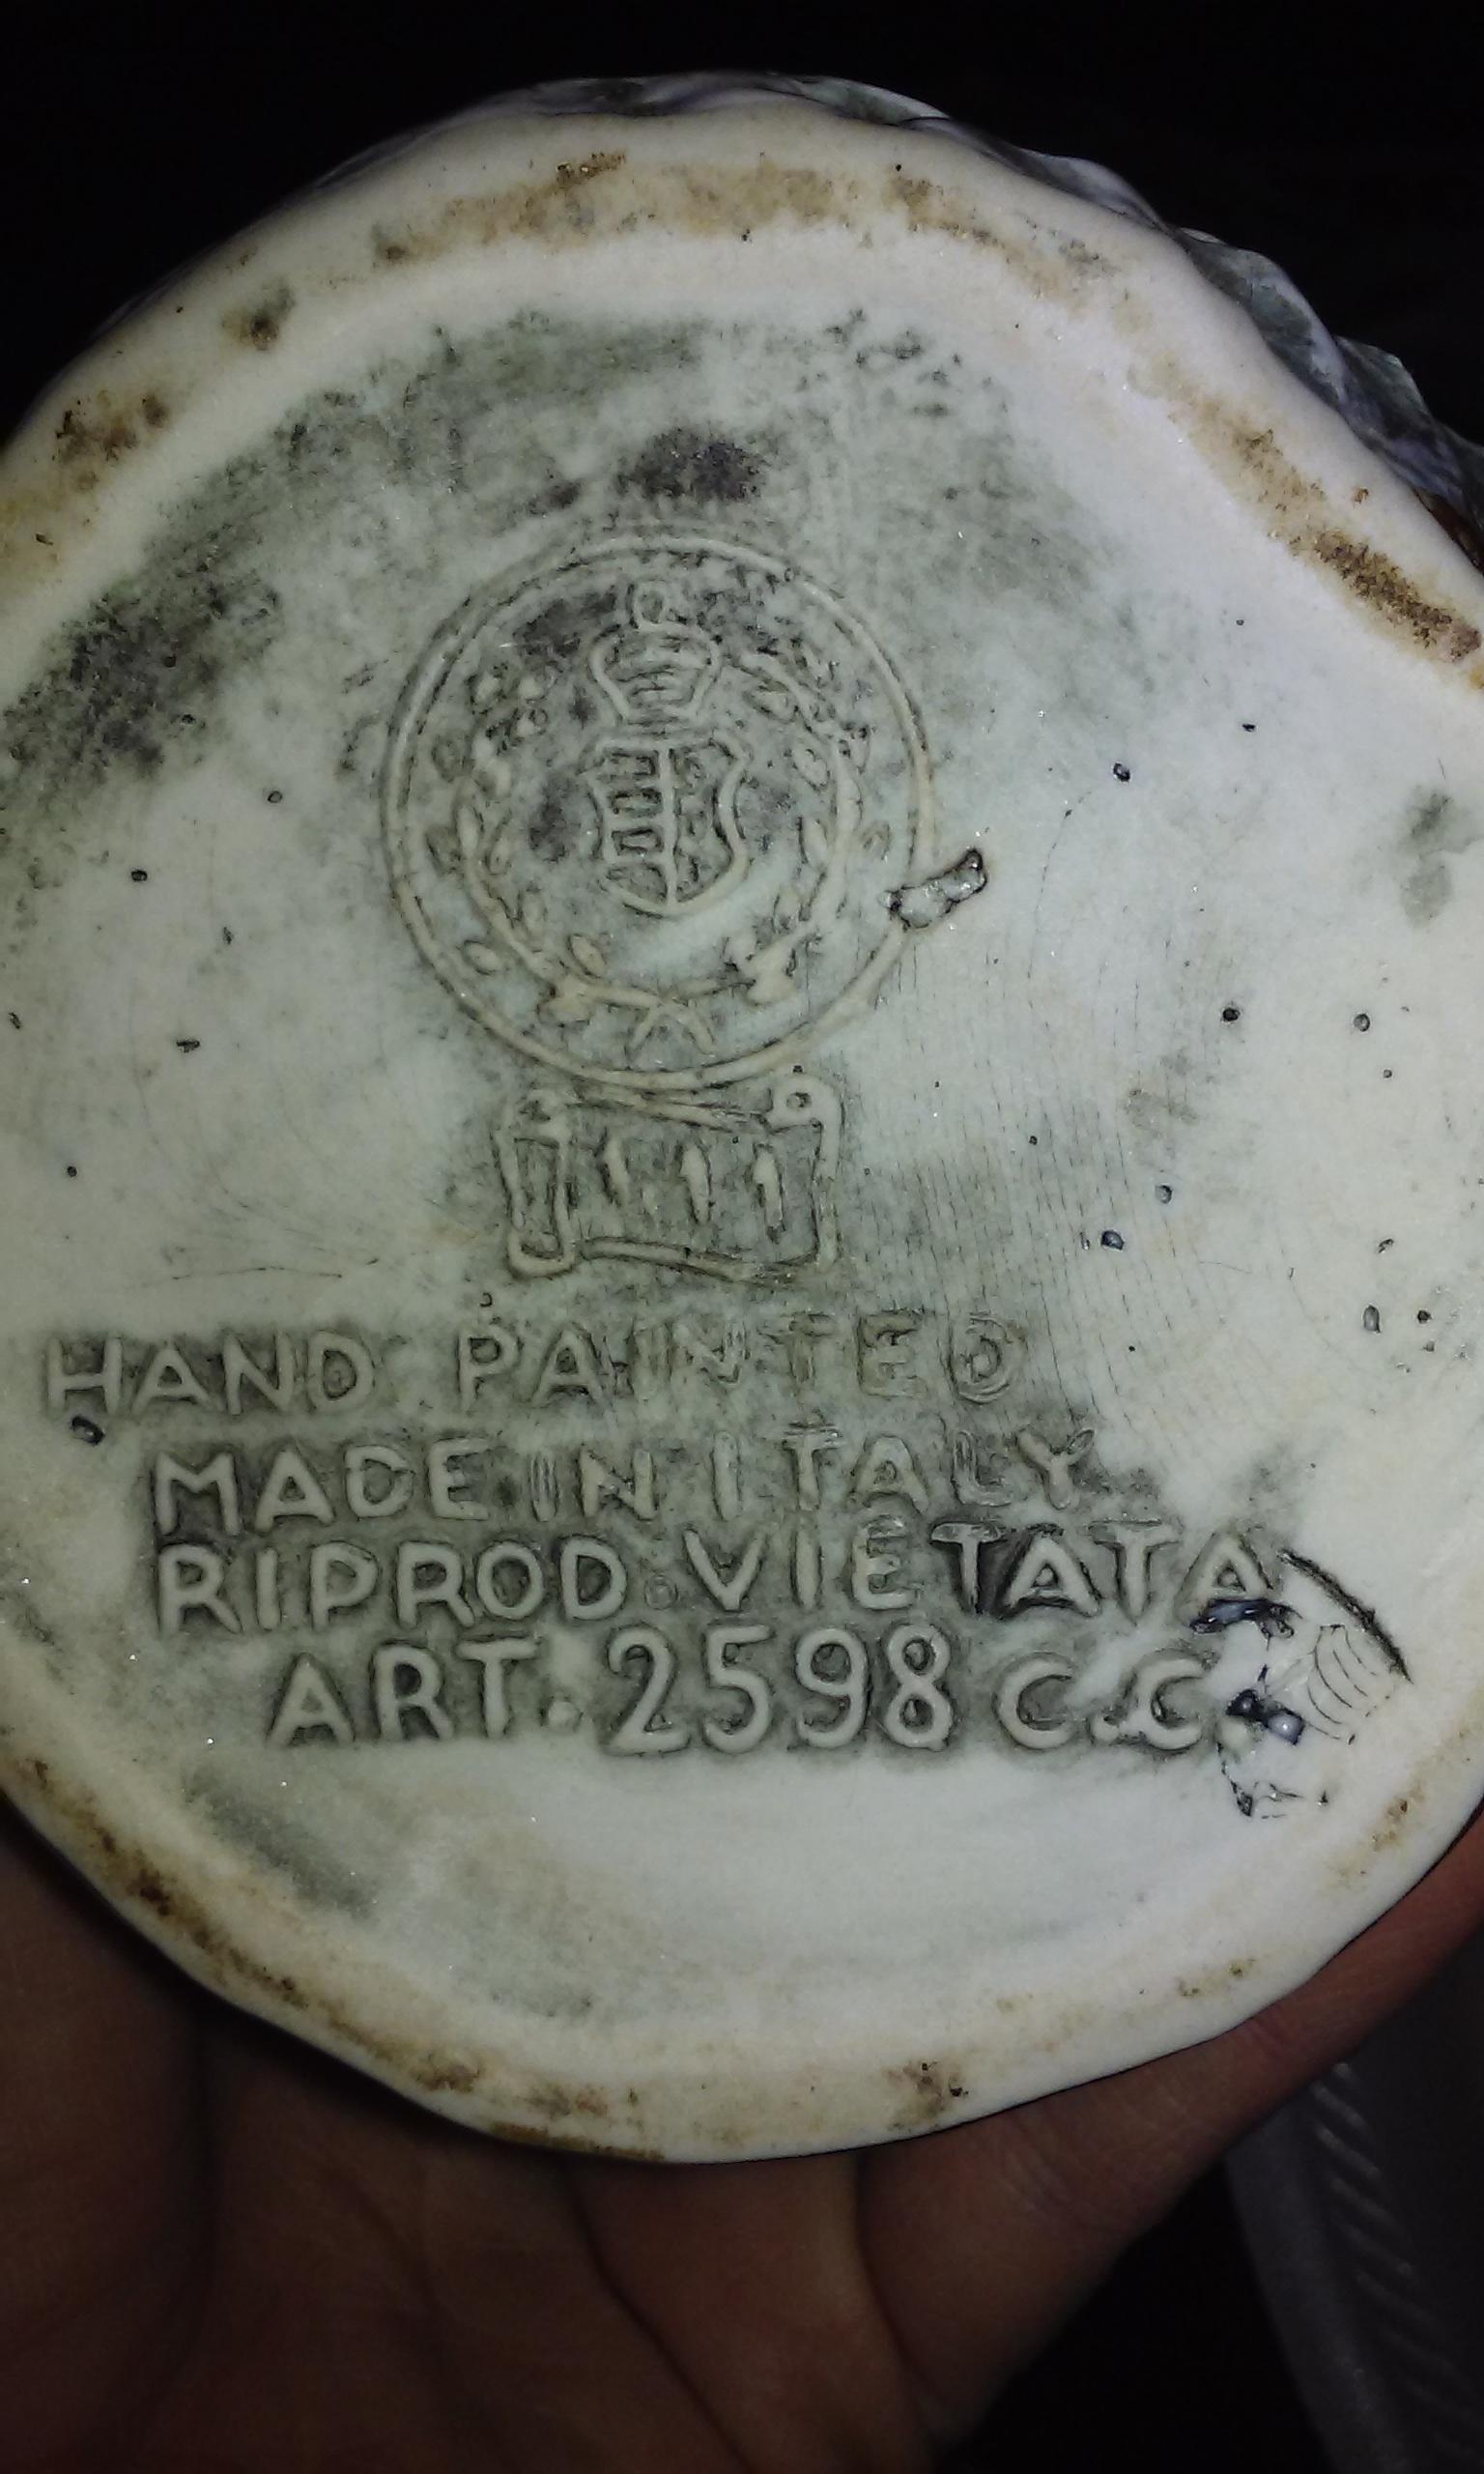 HAND PAINTED
MADE IN ITALY
RIPROD. VIETATA
ART. 2598 C.C.